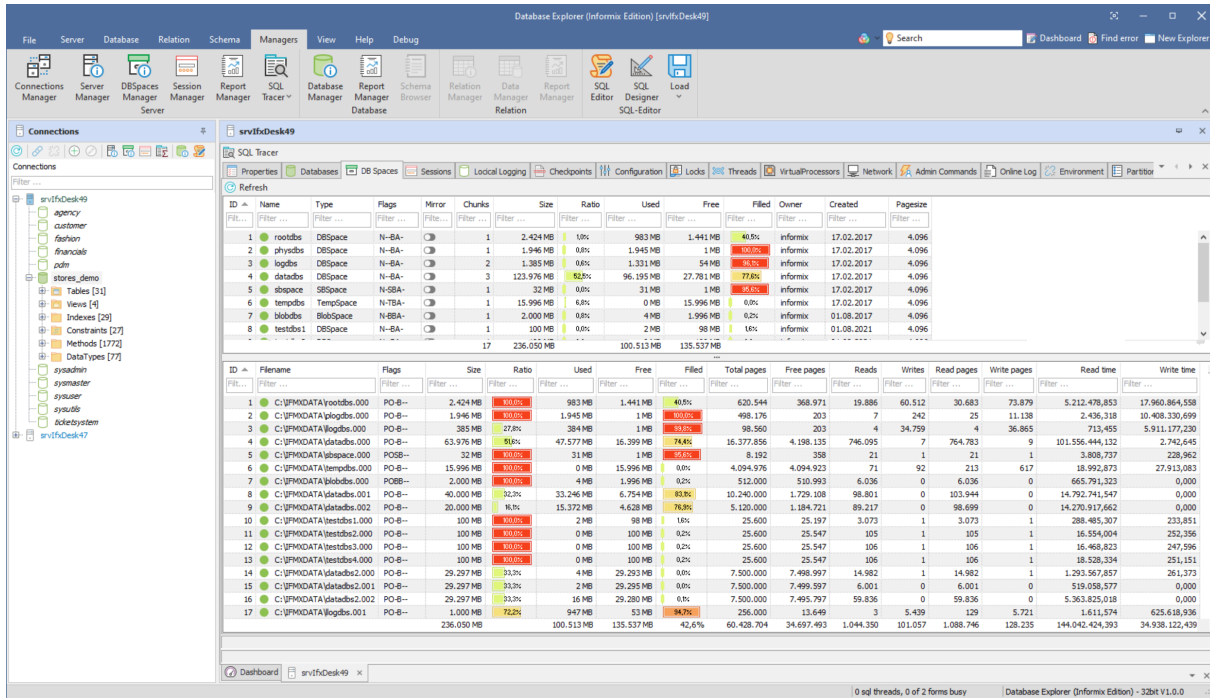 Database Explorer (Informix Edition) [srvIfxDesk49]
File Server Database Relation Schema Managers View Help Debug Search Dashboard Find error New Explorer
Connections Manager Server Manager DBSpaces Manager Session Manager Report Manager SQL Tracer Database Manager Report Manager Schema Browser Relation Manager Data Manager Report Manager SQL Editor SQL Designer Load
Server Database Relation SQL-Editor
Connections
Connections
Filter ...
srvIfxDesk49
agency
customer
fashion
financials
pdm
stores_demo
Tables [31]
Views [4]
Indexes [29]
Constraints [27]
Methods [1772]
DataTypes [77]
sysadmin
sysmaster
sysuser
sysutils
ticketsystem
srvIfxDesk47
srvIfxDesk49
SQL Tracer
Properties Databases DB Spaces Sessions Logical Logging Checkpoints Configuration Locks Threads VirtualProcessors Network Admin Commands Online Log Environment Partition
Refresh
ID Name Type Flags Mirror Chunks Size Ratio Used Free Filled Owner Created Pagesize
Filt... Filter ... Filter ... Filter ... Filte... Filter ... Filter ... Filter ... Filter ... Filter ... Filter ... Filter ... Filter ... Filter ...
1 rootdbs DBSpace N--BA- 1 2.424 MB 1,0% 983 MB 1.441 MB 40,5% informix 17.02.2017 4.096
2 physdbs DBSpace N--BA- 1 1.946 MB 0,8% 1.945 MB 1 MB 100,0% informix 17.02.2017 4.096
3 logdbs DBSpace N--BA- 2 1.385 MB 0,6% 1.331 MB 54 MB 96,1% informix 17.02.2017 4.096
4 datadbs DBSpace N--BA- 3 123.976 MB 52,5% 96.195 MB 27.781 MB 77,6% informix 17.02.2017 4.096
5 sbspace SBSpace N-SBA- 1 32 MB 0,0% 31 MB 1 MB 95,6% informix 17.02.2017 4.096
6 tempdbs TempSpace N-TBA- 1 15.996 MB 6,8% 0 MB 15.996 MB 0,0% informix 17.02.2017 4.096
7 blobdbs BlobSpace N-BBA- 1 2.000 MB 0,8% 4 MB 1.996 MB 0,2% informix 01.08.2017 4.096
8 testdbs1 DBSpace N--BA- 1 100 MB 0,0% 2 MB 98 MB 1,6% informix 01.08.2021 4.096
17 236.050 MB 100.513 MB 135.537 MB
ID Filename Flags Size Ratio Used Free Filled Total pages Free pages Reads Writes Read pages Write pages Read time Write time
Filt... Filter ... Filter ... Filter ... Filter ... Filter ... Filter ... Filter ... Filter ... Filter ... Filter ... Filter ... Filter ... Filter ... Filter ... Filter ...
1 C:\IFMXDATA\rootdbs.000 PO-B-- 2.424 MB 100,0% 983 MB 1.441 MB 40,5% 620.544 368.971 19.886 60.512 30.683 73.879 5.212.478,853 17.960.864,558
2 C:\IFMXDATA\plogdbs.000 PO-B-- 1.946 MB 100,0% 1.945 MB 1 MB 100,0% 498.176 203 7 242 25 11.138 2.436,318 10.408.330,699
3 C:\IFMXDATA\llogdbs.000 PO-B-- 385 MB 27,8% 384 MB 1 MB 99,8% 98.560 203 4 34.759 4 36.865 713,455 5.911.177,230
4 C:\IFMXDATA\datadbs.000 PO-B-- 63.976 MB 51,6% 47.577 MB 16.399 MB 74,4% 16.377.856 4.198.135 746.095 7 764.783 9 101.556.444,132 2.742,645
5 C:\IFMXDATA\sbspace.000 POSB-- 32 MB 100,0% 31 MB 1 MB 95,6% 8.192 358 21 1 21 1 3.808,737 228,962
6 C:\IFMXDATA\tempdbs.000 PO-B-- 15.996 MB 100,0% 0 MB 15.996 MB 0,0% 4.094.976 4.094.923 71 92 213 617 18.992,873 27.913,083
7 C:\IFMXDATA\blobdbs.000 POBB-- 2.000 MB 100,0% 4 MB 1.996 MB 0,2% 512.000 510.993 6.036 0 6.036 0 665.791,323 0,000
8 C:\IFMXDATA\datadbs.001 PO-B-- 40.000 MB 32,3% 33.246 MB 6.754 MB 83,1% 10.240.000 1.729.108 98.801 0 103.944 0 14.792.741,547 0,000
9 C:\IFMXDATA\datadbs.002 PO-B-- 20.000 MB 16,1% 15.372 MB 4.628 MB 76,9% 5.120.000 1.184.721 89.217 0 98.699 0 14.270.917,662 0,000
10 C:\IFMXDATA\testdbs1.000 PO-B-- 100 MB 100,0% 2 MB 98 MB 1,6% 25.600 25.197 3.073 1 3.073 1 288.485,307 233,851
11 C:\IFMXDATA\testdbs2.000 PO-B-- 100 MB 100,0% 0 MB 100 MB 0,2% 25.600 25.547 105 1 105 1 16.554,004 252,356
12 C:\IFMXDATA\testdbs3.000 PO-B-- 100 MB 100,0% 0 MB 100 MB 0,2% 25.600 25.547 106 1 106 1 16.468,823 247,596
13 C:\IFMXDATA\testdbs4.000 PO-B-- 100 MB 100,0% 0 MB 100 MB 0,2% 25.600 25.547 106 1 106 1 18.528,334 251,151
14 C:\IFMXDATA\datadbs2.000 PO-B-- 29.297 MB 33,3% 4 MB 29.293 MB 0,0% 7.500.000 7.498.997 14.982 1 14.982 1 1.293.567,857 261,373
15 C:\IFMXDATA\datadbs2.001 PO-B-- 29.297 MB 33,3% 2 MB 29.295 MB 0,0% 7.500.000 7.499.597 6.001 0 6.001 0 519.058,577 0,000
16 C:\IFMXDATA\datadbs2.002 PO-B-- 29.297 MB 33,3% 16 MB 29.280 MB 0,1% 7.500.000 7.495.797 59.836 0 59.836 0 5.363.825,018 0,000
17 C:\IFMXDATA\llogdbs.001 PO-B-- 1.000 MB 72,2% 947 MB 53 MB 94,7% 256.000 13.649 3 5.439 129 5.721 1.611,574 625.618,936
236.050 MB 100.513 MB 135.537 MB 42,6% 60.428.704 34.697.493 1.044.350 101.057 1.088.746 128.235 144.042.424,393 34.938.122,439
Dashboard srvIfxDesk49
0 sql threads, 0 of 2 forms busy Database Explorer (Informix Edition) - 32bit V1.0.0